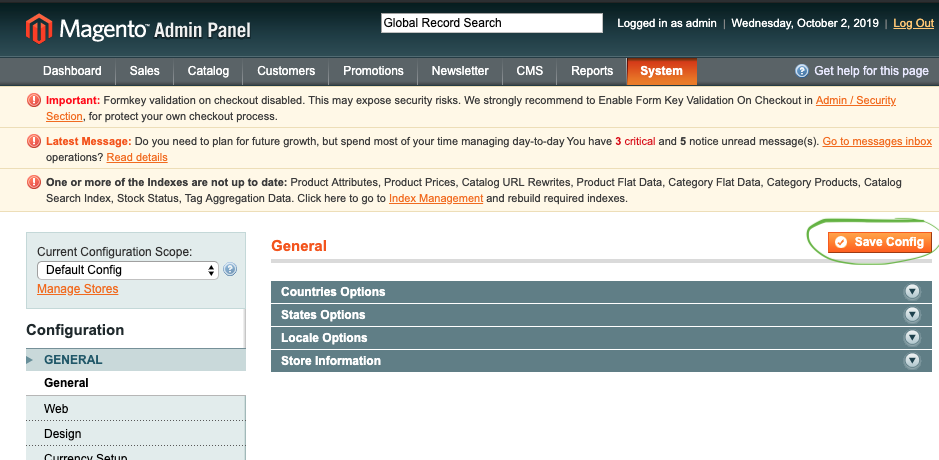 Magento™ Admin Panel
Global Record Search
Logged in as admin | Wednesday, October 2, 2019 | Log Out
Dashboard Sales Catalog Customers Promotions Newsletter CMS Reports System Get help for this page
Important: Formkey validation on checkout disabled. This may expose security risks. We strongly recommend to Enable Form Key Validation On Checkout in Admin / Security
Section, for protect your own checkout process.
Latest Message: Do you need to plan for future growth, but spend most of your time managing day-to-day You have 3 critical and 5 notice unread message(s). Go to messages inbox
operations? Read details
One or more of the Indexes are not up to date: Product Attributes, Product Prices, Catalog URL Rewrites, Product Flat Data, Category Flat Data, Category Products, Catalog
Search Index, Stock Status, Tag Aggregation Data. Click here to go to Index Management and rebuild required indexes.
Current Configuration Scope:
Default Config
Manage Stores
Configuration
GENERAL
General
Web
Design
Currency Setup
General
Save Config
Countries Options
States Options
Locale Options
Store Information